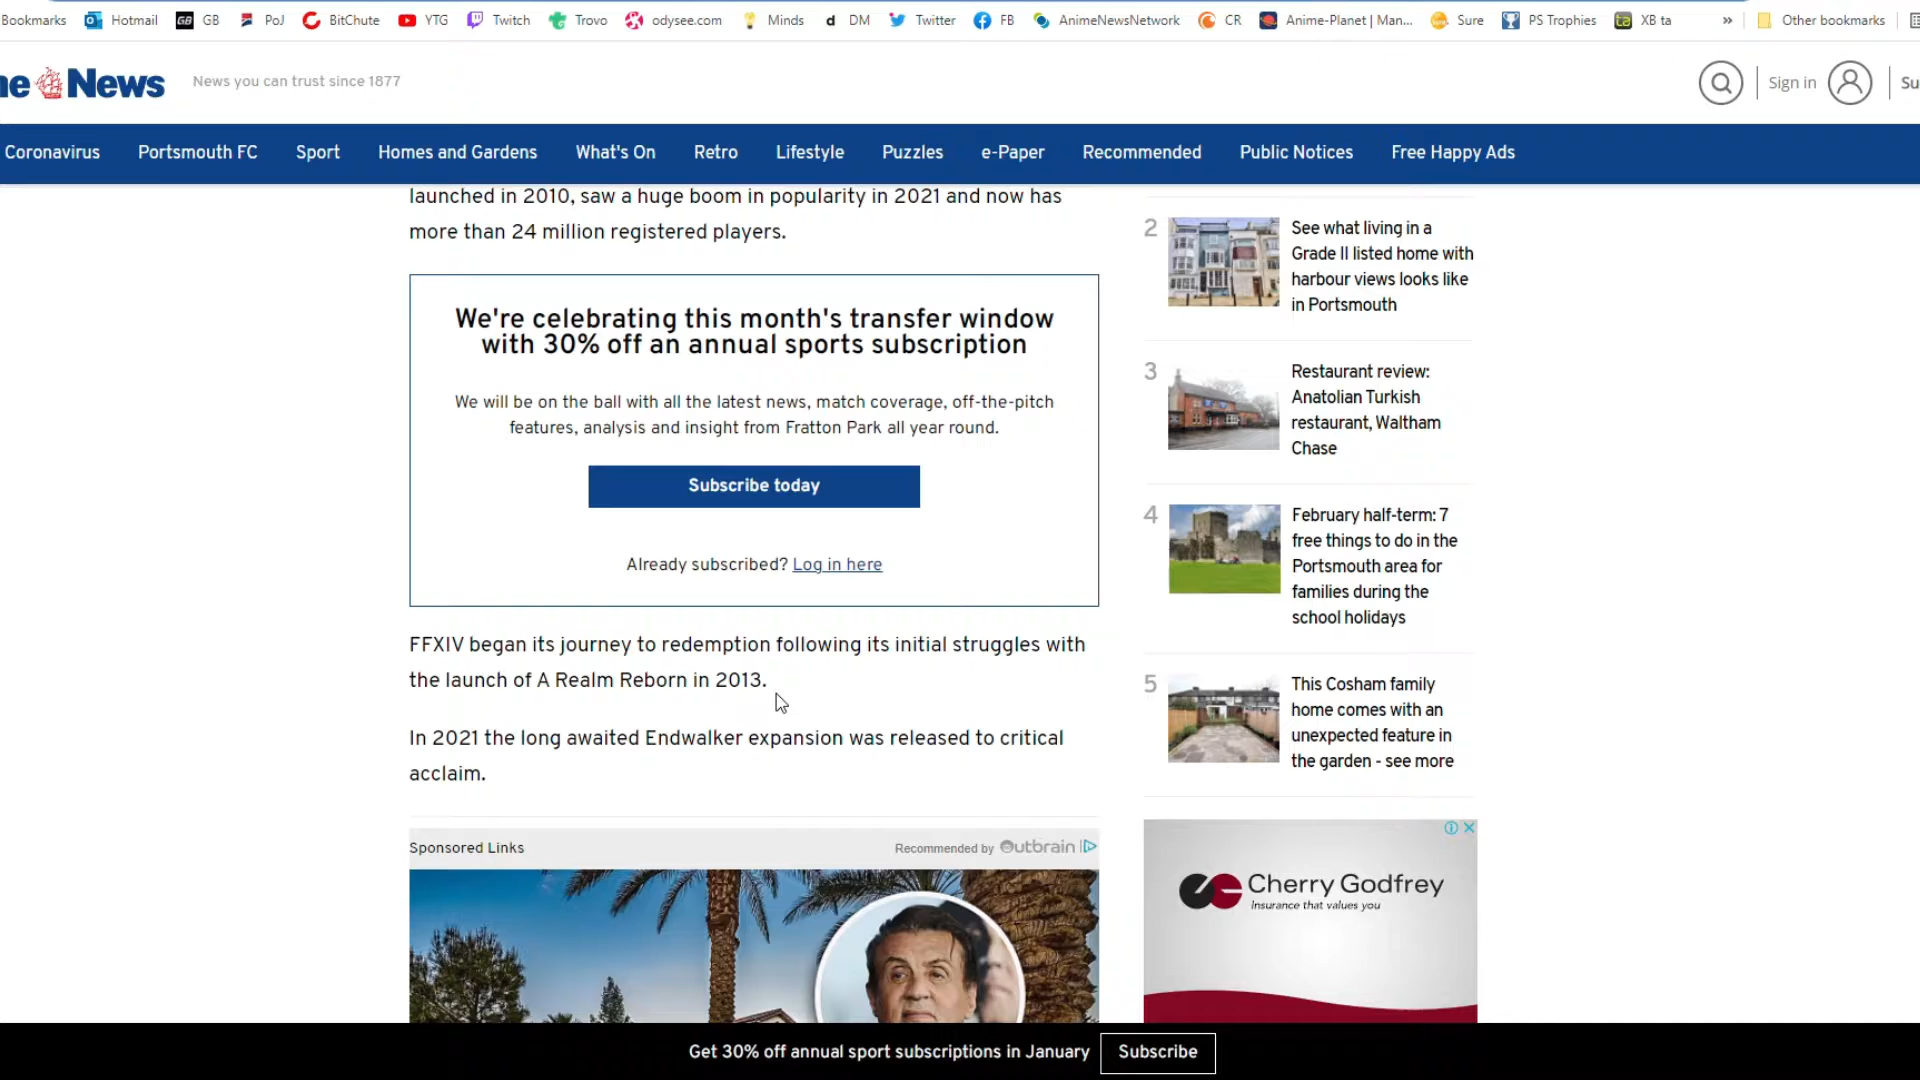 Bookmarks Hotmail GB GB PoJ BitChute YTG Twitch Trovo odysee.com Minds d DM Twitter FB AnimeNewsNetwork CR Anime-Planet | Man... Sure PS Trophies ta XB ta » Other bookmarks
News
News you can trust since 1877
Sign in
Su
Coronavirus Portsmouth FC Sport Homes and Gardens What's On Retro Lifestyle Puzzles e-Paper Recommended Public Notices Free Happy Ads
launched in 2010, saw a huge boom in popularity in 2021 and now has
more than 24 million registered players.
We're celebrating this month's transfer window
with 30% off an annual sports subscription
We will be on the ball with all the latest news, match coverage, off-the-pitch
features, analysis and insight from Fratton Park all year round.
Subscribe today
Already subscribed? Log in here
FFXIV began its journey to redemption following its initial struggles with
the launch of A Realm Reborn in 2013.
In 2021 the long awaited Endwalker expansion was released to critical
acclaim.
Sponsored Links
Recommended by Outbrain
2
See what living in a
Grade II listed home with
harbour views looks like
in Portsmouth
3
Restaurant review:
Anatolian Turkish
restaurant, Waltham
Chase
4
February half-term: 7
free things to do in the
Portsmouth area for
families during the
school holidays
5
This Cosham family
home comes with an
unexpected feature in
the garden - see more
Cherry Godfrey
Insurance that values you
Get 30% off annual sport subscriptions in January
Subscribe